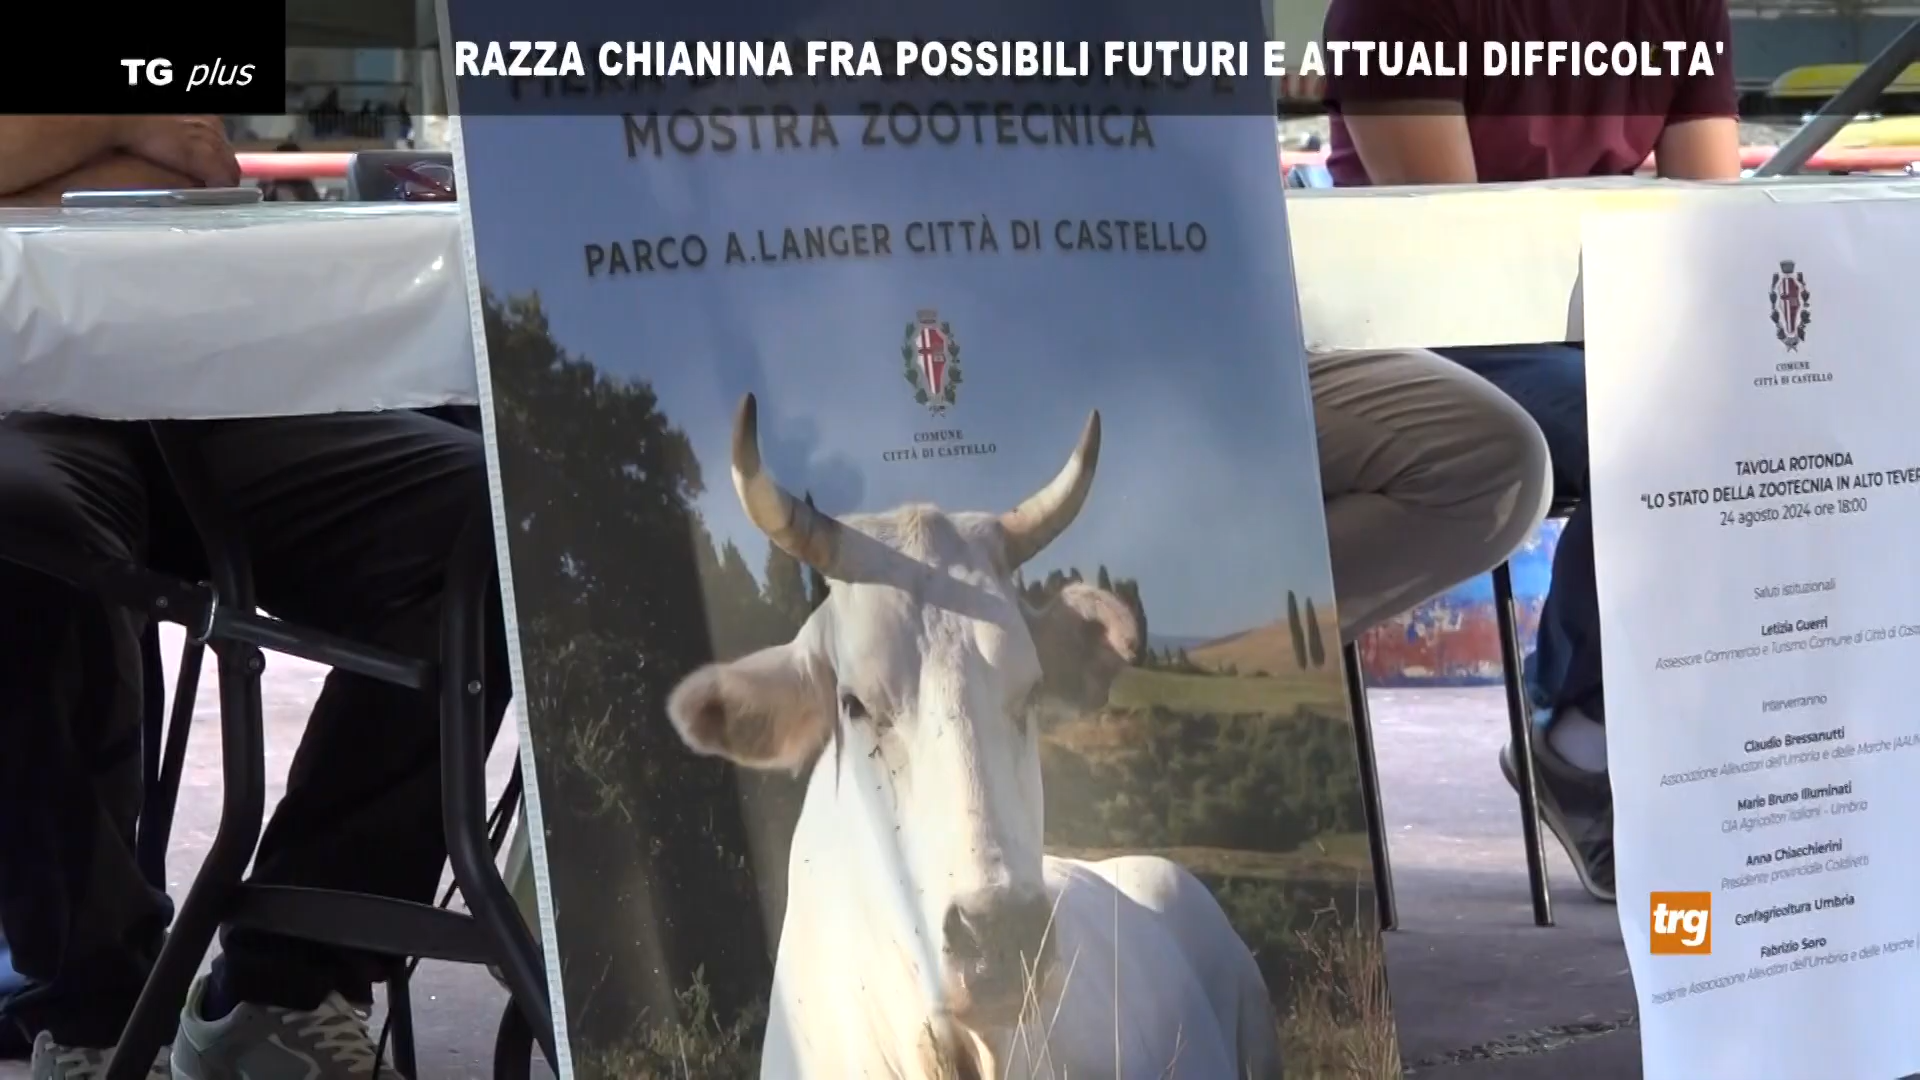 TG plus
RAZZA CHIANINA FRA POSSIBILI FUTURI E ATTUALI DIFFICOLTA'
MOSTRA ZOOTECNICA
PARCO A.LANGER CITTÀ DI CASTELLO
COMUNE
CITTÀ DI CASTELLO
COMUNE
CITTÀ DI CASTELLO
TAVOLA ROTONDA
“LO STATO DELLA ZOOTECNIA IN ALTO TEVER
24 agosto 2024 ore 18:00
Saluti istituzionali
Letizia Guerri
Assessore Commercio e Turismo Comune di Città di Cast
Interverranno
Claudio Bressanutti
Associazione Allevatori dell'Umbria e delle Marche (AAUM
Mario Bruno Illuminati
CIA Agricoltori Italiani - Umbria
Anna Chiacchierini
Presidente provinciale Coldiretti
Confagricoltura Umbria
Fabrizio Soro
Associazione Allevatori dell'Umbria e delle Marche
trg